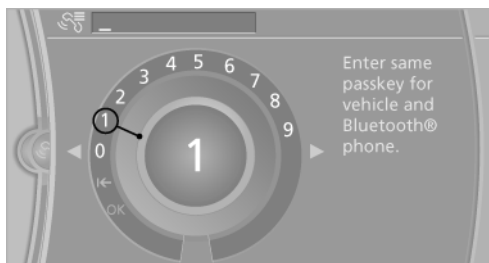 0
1
2
3
4
5
6
7
8
9
OK
1
Enter same
passkey for
vehicle and
Bluetooth®
phone.